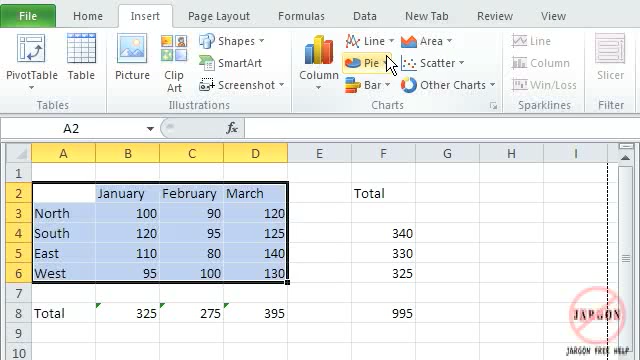 File Home Insert Page Layout Formulas Data New Tab Review View
PivotTable Table Picture Clip Art Shapes SmartArt Screenshot Column Line Pie Bar Area Scatter Other Charts Line Column Win/Loss Slicer
Tables Illustrations Charts Sparklines Filter
A2 fx
A B C D E F G H I
1
2 January February March Total
3 North 100 90 120
4 South 120 95 125 340
5 East 110 80 140 330
6 West 95 100 130 325
7
8 Total 325 275 395 995
9
10
JARGON
JARGON FREE HELP